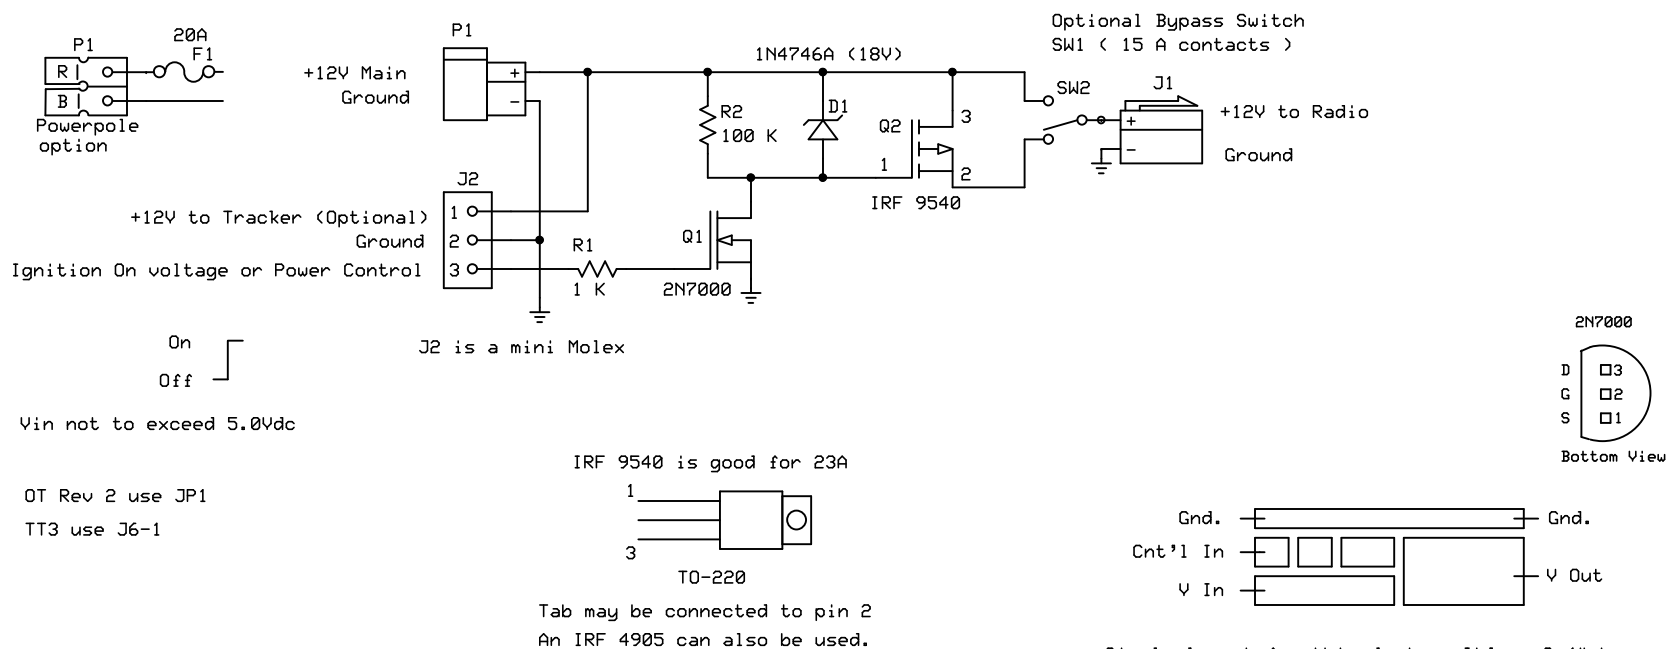 P1
R
B
20A
F1
Powerpole
option
P1
+12V Main
Ground
+
-
J2
+12V to Tracker (Optional)
Ground
Ignition On voltage or Power Control
1
2
3
R1
1 K
J2 is a mini Molex
1N4746A (18V)
R2
100 K
D1
Q1
2N7000
Q2
3
1
2
IRF 9540
Optional Bypass Switch
SW1 ( 15 A contacts )
SW2
J1
+
-
+12V to Radio
Ground
On
Off
Vin not to exceed 5.0Vdc
OT Rev 2 use JP1
TT3 use J6-1
IRF 9540 is good for 23A
1
3
TO-220
Tab may be connected to pin 2
An IRF 4905 can also be used.
2N7000
D 3
G 2
S 1
Bottom View
Gnd.
Gnd.
Cnt'l In
V In
V Out